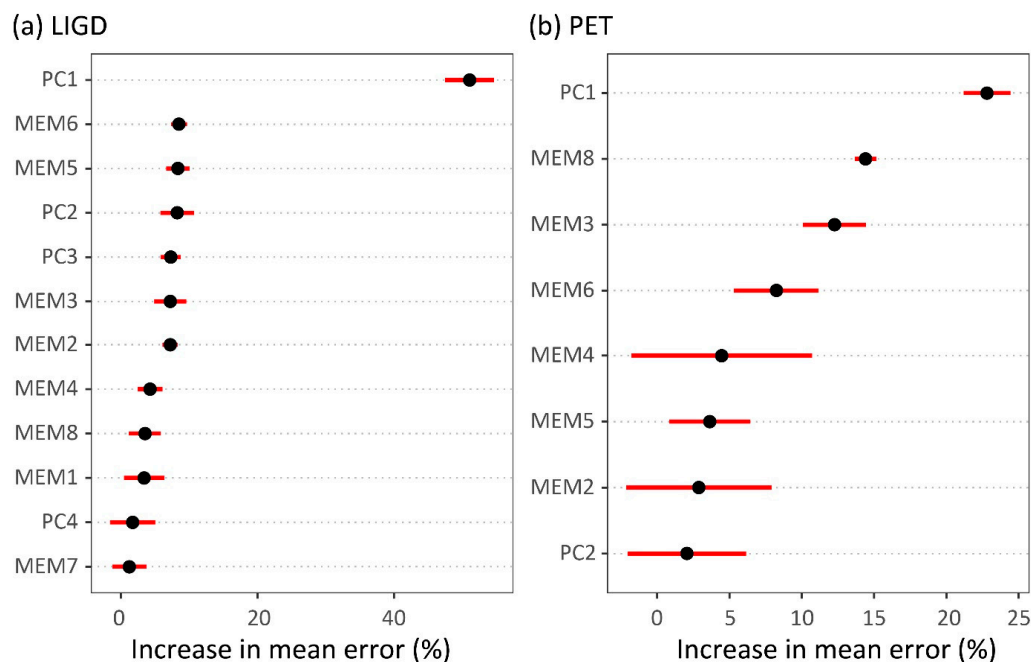 (a) LIGD
PC1
MEM6
MEM5
PC2
PC3
MEM3
MEM2
MEM4
MEM8
MEM1
PC4
MEM7
0 20 40
Increase in mean error (%)
(b) PET
PC1
MEM8
MEM3
MEM6
MEM4
MEM5
MEM2
PC2
0 5 10 15 20 25
Increase in mean error (%)